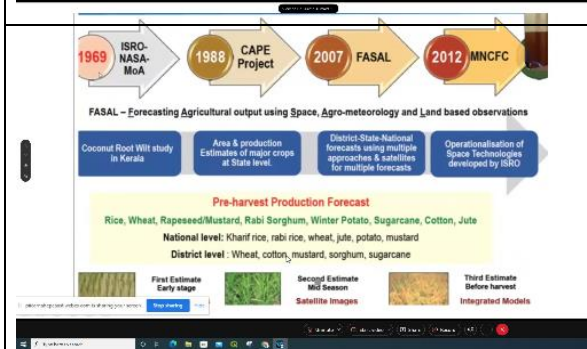 1969
ISRO-
NASA-
MoA
1988
CAPE
Project
2007
FASAL
2012
MNCFC
FASAL – Forecasting Agricultural output using Space, Agro-meteorology and Land based observations
Coconut Root Wilt study
in Kerala
Area & production
Estimates of major crops
at State level.
District-State-National
forecasts using multiple
approaches & satellites
for multiple forecasts
Operationalisation of
Space Technologies
developed by ISRO
Pre-harvest Production Forecast
Rice, Wheat, Rapeseed/Mustard, Rabi Sorghum, Winter Potato, Sugarcane, Cotton, Jute
National level: Kharif rice, rabi rice, wheat, jute, potato, mustard
District level : Wheat, cotton, mustard, sorghum, sugarcane
First Estimate
Early stage
Second Estimate
Mid Season
Satellite Images
Third Estimate
Before harvest
Integrated Models
is sharing your screen.
Stop sharing